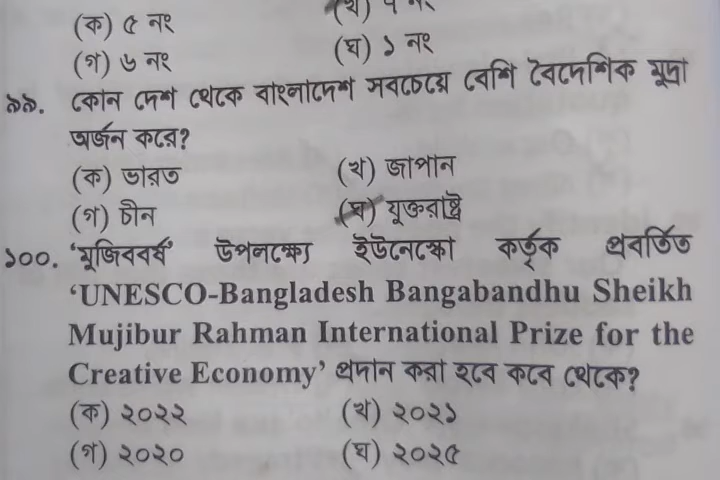 (ক) ৫ নং
(গ) ৬ নং (ঘ) ১ নং
৯৯. কোন দেশ থেকে বাংলাদেশ সবচেয়ে বেশি বৈদেশিক মুদ্রা
অর্জন করে?
(ক) ভারত (খ) জাপান
(গ) চীন (ঘ) যুক্তরাষ্ট্র
১০০. ‘মুজিববর্ষ’ উপলক্ষ্যে ইউনেস্কো কর্তৃক প্রবর্তিত
‘UNESCO-Bangladesh Bangabandhu Sheikh
Mujibur Rahman International Prize for the
Creative Economy’ প্রদান করা হবে কবে থেকে?
(ক) ২০২২ (খ) ২০২১
(গ) ২০২০ (ঘ) ২০২৫